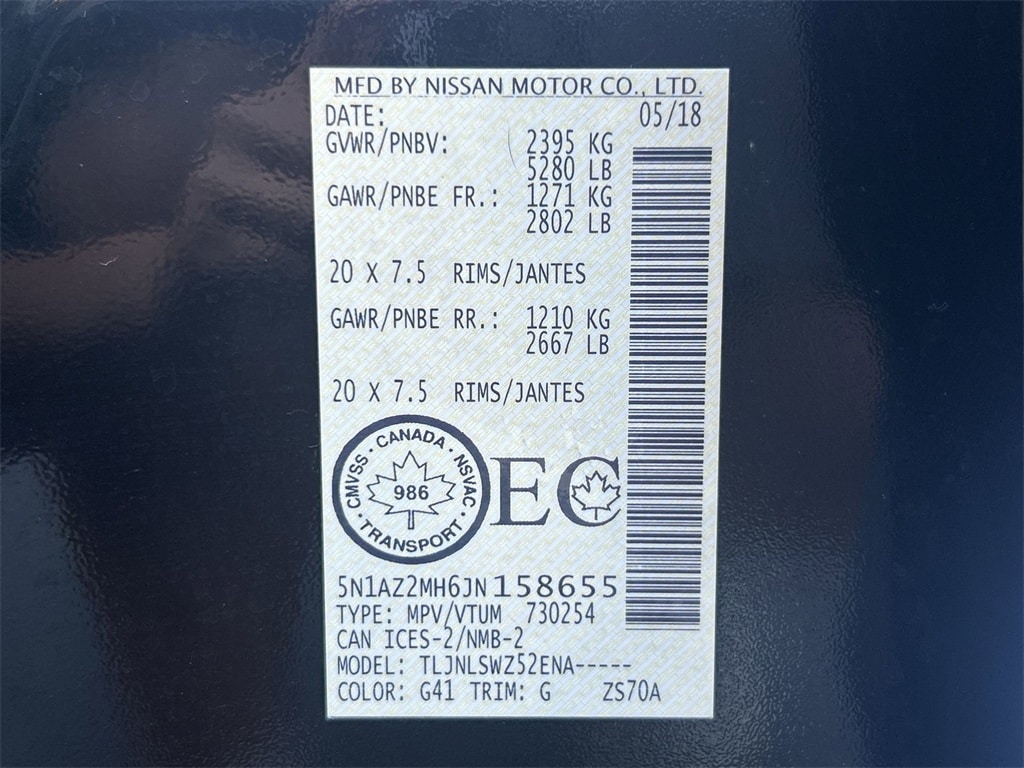 MFD BY NISSAN MOTOR CO., LTD.
DATE: 05/18
GVWR/PNBV: 2395 KG
5280 LB
GAWR/PNBE FR.: 1271 KG
2802 LB
20 X 7.5 RIMS/JANTES
GAWR/PNBE RR.: 1210 KG
2667 LB
20 X 7.5 RIMS/JANTES
CMVSS · CANADA · NSVAC · TRANSPORT ·
986
EC
5N1AZ2MH6JN158655
TYPE: MPV/VTUM 730254
CAN ICES-2/NMB-2
MODEL: TLJNLSWZ52ENA-----
COLOR: G41 TRIM: G ZS70A